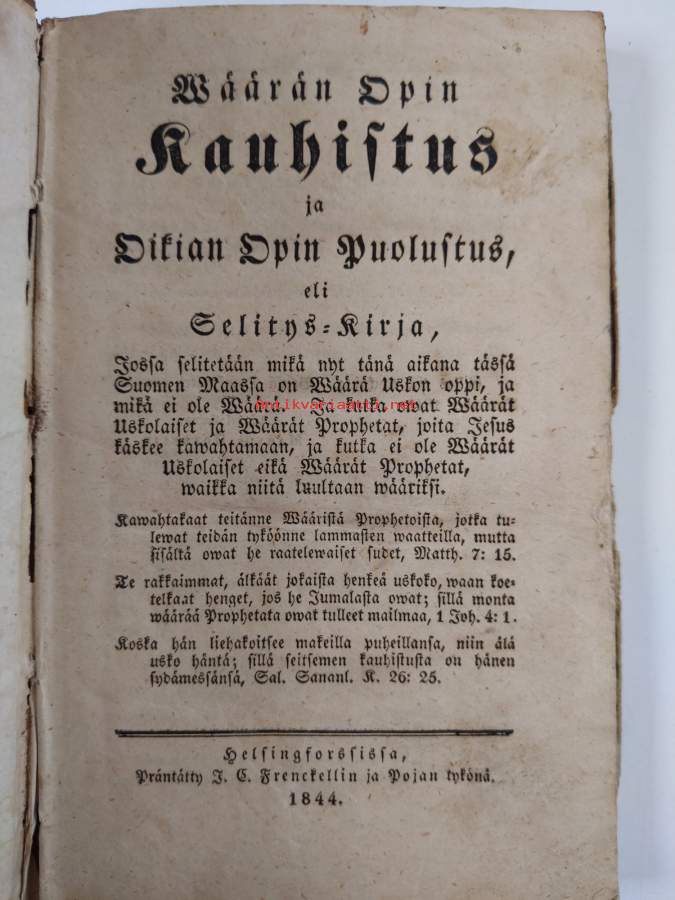 Wäärän Opin
Kauhistus
ja
Oikian Opin Puolustus,
eli
Selitys-Kirja,
Jossa selitetään mikä nyt tänä aikana tässä
Suomen Maassa on Wäärä Uskon oppi, ja
mikä ei ole Wäärä. Ja kutka owat Wäärät
antikvariaatti.net
Uskolaiset ja Wäärät Prophetat, joita Jesus
käskee kawahtamaan, ja kutka ei ole Wäärät
Uskolaiset eikä Wäärät Prophetat,
waikka niitä luultaan wääriksi.
Kawahtakaat teitänne Wääristä Prophetoista, jotka tu-
lewat teidän tyköönne lammasten waatteilla, mutta
sisältä owat he raatelewaiset sudet, Matth. 7: 15.
Te rakkaimmat, älkäät jokaista henkeä uskoko, waan koe-
telkaat henget, jos he Jumalasta owat; sillä monta
wäärää Prophetata owat tulleet mailmaa, 1 Joh. 4: 1.
Koska hän liehakoitsee makeilla puheillansa, niin älä
usko häntä; sillä seitsemen kauhistusta on hänen
sydämessänsä, Sal. Sananl. K. 26: 25.
Helsingforssissa,
Präntätty J. C. Frenckellin ja Pojan tykönä.
1844.